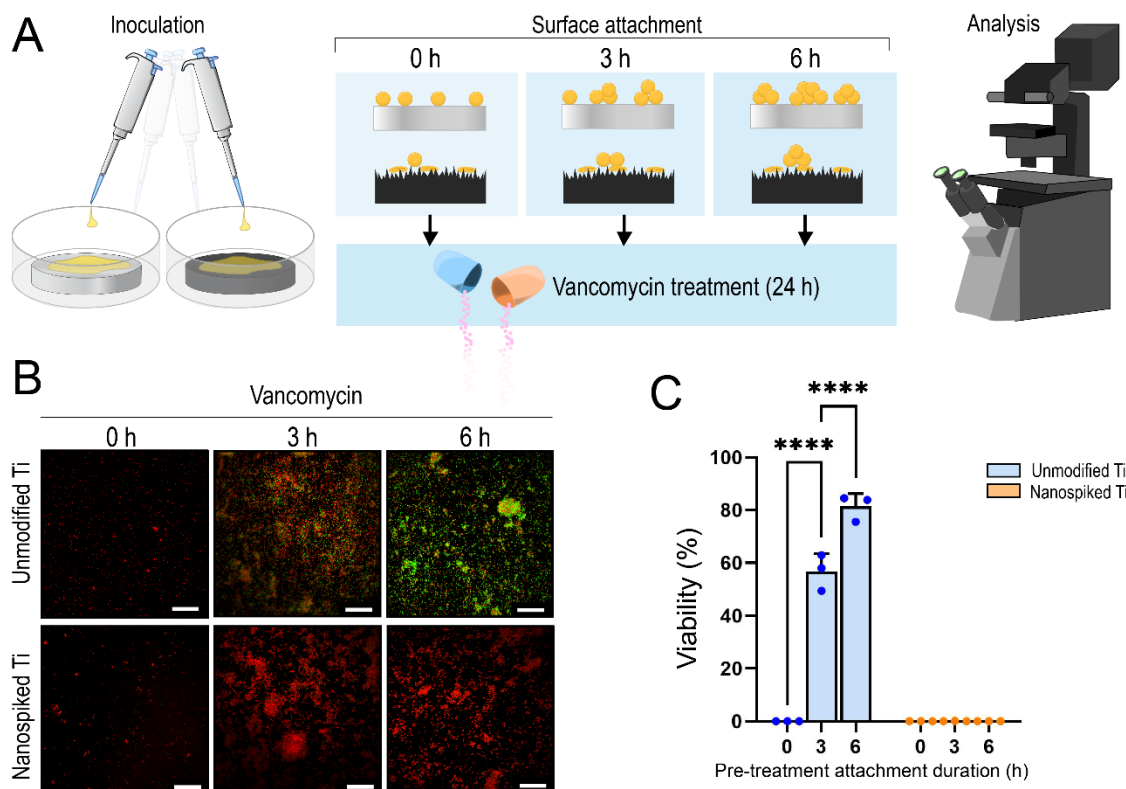 A
Inoculation
Surface attachment
Analysis
0 h
3 h
6 h
Vancomycin treatment (24 h)
B
Vancomycin
0 h
3 h
6 h
Unmodified Ti
Nanospiked Ti
C
****
****
Viability (%)
100
80
60
40
20
0
0
3
6
0
3
6
Pre-treatment attachment duration (h)
Unmodified Ti
Nanospiked Ti